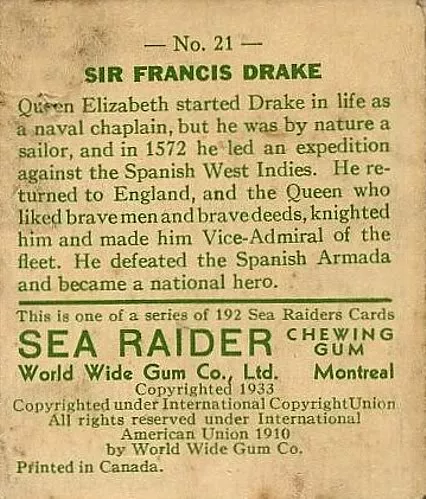 — No. 21 —
SIR FRANCIS DRAKE
Queen Elizabeth started Drake in life as
a naval chaplain, but he was by nature a
sailor, and in 1572 he led an expedition
against the Spanish West Indies. He re-
turned to England, and the Queen who
liked brave men and brave deeds, knighted
him and made him Vice-Admiral of the
fleet. He defeated the Spanish Armada
and became a national hero.
This is one of a series of 192 Sea Raiders Cards
SEA RAIDER CHEWING GUM
World Wide Gum Co., Ltd. Montreal
Copyrighted 1933
Copyrighted under International Copyright Union
All rights reserved under International
American Union 1910
by World Wide Gum Co.
Printed in Canada.